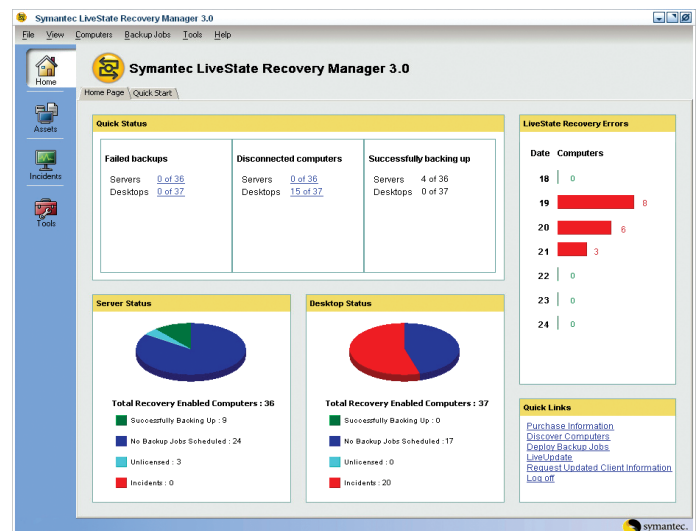 Symantec LiveState Recovery Manager 3.0
File View Computers Backup Jobs Tools Help
Home
Assets
Incidents
Tools
Symantec LiveState Recovery Manager 3.0
Home Page Quick Start
Quick Status
Failed backups
Servers 0 of 36
Desktops 0 of 37
Disconnected computers
Servers 0 of 36
Desktops 15 of 37
Successfully backing up
Servers 4 of 36
Desktops 0 of 37
LiveState Recovery Errors
Date Computers
18 0
19 8
20 6
21 3
22 0
23 0
24 0
Server Status
Total Recovery Enabled Computers : 36
Successfully Backing Up : 9
No Backup Jobs Scheduled : 24
Unlicensed : 3
Incidents : 0
Desktop Status
Total Recovery Enabled Computers : 37
Successfully Backing Up : 0
No Backup Jobs Scheduled : 17
Unlicensed : 0
Incidents : 20
Quick Links
Purchase Information
Discover Computers
Deploy Backup Jobs
LiveUpdate
Request Updated Client Information
Log off
symantec.